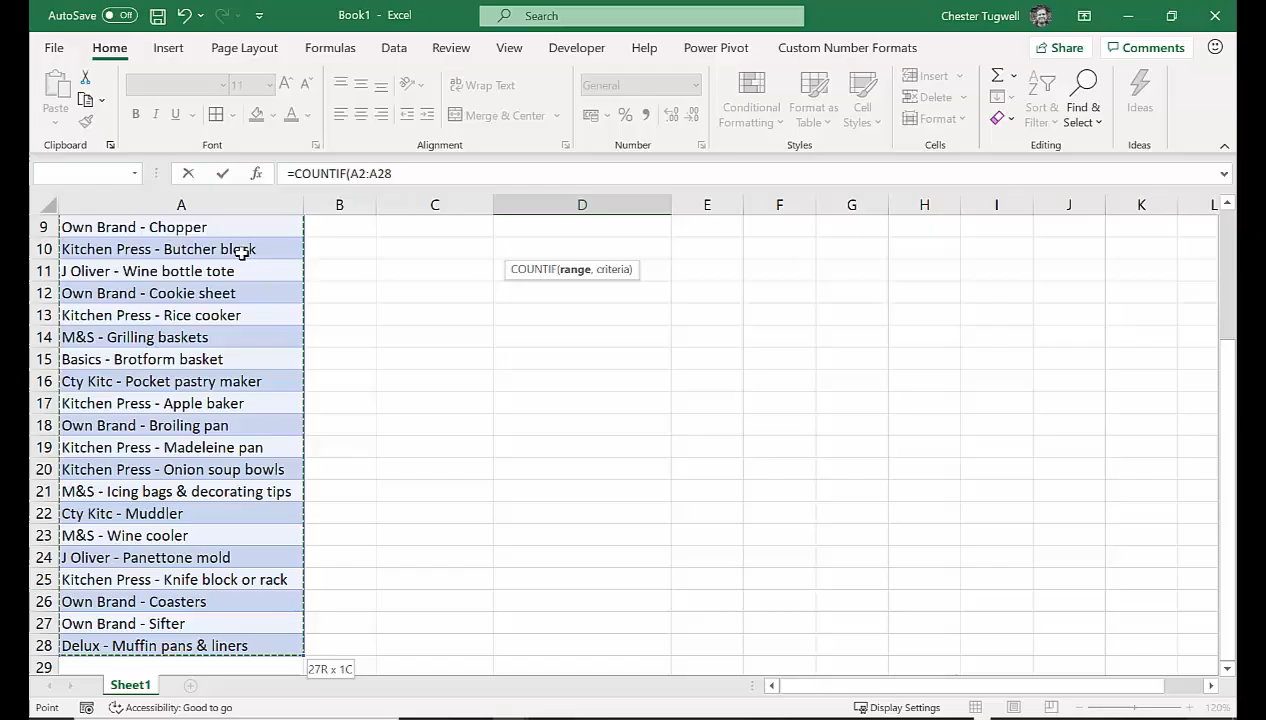 AutoSave Off Book1 - Excel Search Chester Tugwell
File Home Insert Page Layout Formulas Data Review View Developer Help Power Pivot Custom Number Formats Share Comments
Paste 11 Wrap Text General Conditional Formatting Format as Table Cell Styles Insert Delete Format Sort & Filter Find & Select Ideas
B I U Merge & Center
Clipboard Font Alignment Number Styles Cells Editing Ideas
=COUNTIF(A2:A28
A B C D E F G H I J K L
9 Own Brand - Chopper
10 Kitchen Press - Butcher block
11 J Oliver - Wine bottle tote
COUNTIF(range, criteria)
12 Own Brand - Cookie sheet
13 Kitchen Press - Rice cooker
14 M&S - Grilling baskets
15 Basics - Brotform basket
16 Cty Kitc - Pocket pastry maker
17 Kitchen Press - Apple baker
18 Own Brand - Broiling pan
19 Kitchen Press - Madeleine pan
20 Kitchen Press - Onion soup bowls
21 M&S - Icing bags & decorating tips
22 Cty Kitc - Muddler
23 M&S - Wine cooler
24 J Oliver - Panettone mold
25 Kitchen Press - Knife block or rack
26 Own Brand - Coasters
27 Own Brand - Sifter
28 Delux - Muffin pans & liners
29
27R x 1C
Sheet1
Point Accessibility: Good to go Display Settings 120%